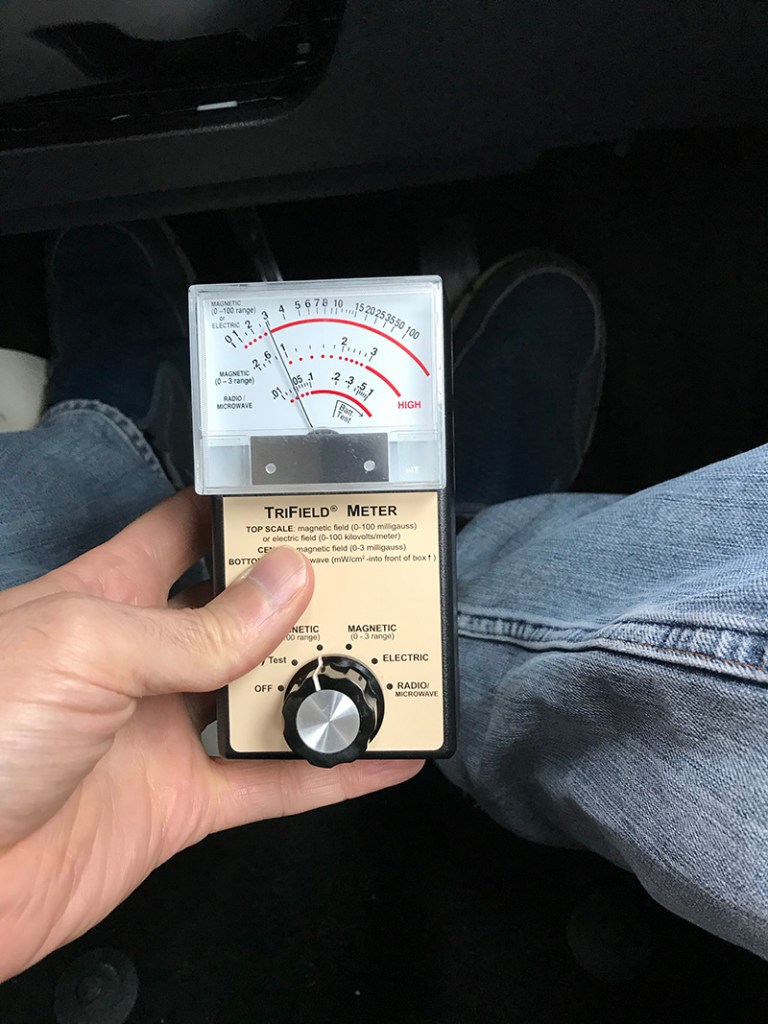 MAGNETIC
(0 –100 range)
or
ELECTRIC
0 1 2 3 4 5 6 7 8 10 15 20 25 35 50 100
.2 .6 1 2 3
MAGNETIC
(0 – 3 range)
.01 .05 .1 .2 .3 .5 1
RADIO /
MICROWAVE
HIGH
Batt.
Test
TRIFIELD® METER
TOP SCALE: magnetic field (0-100 milligauss)
or electric field (0-100 kilovolts/meter)
magnetic field (0-3 milligauss)
(mW/cm²-into front of box↑)
MAGNETIC
(0 - 3 range)
range)
Test
ELECTRIC
OFF
RADIO/
MICROWAVE